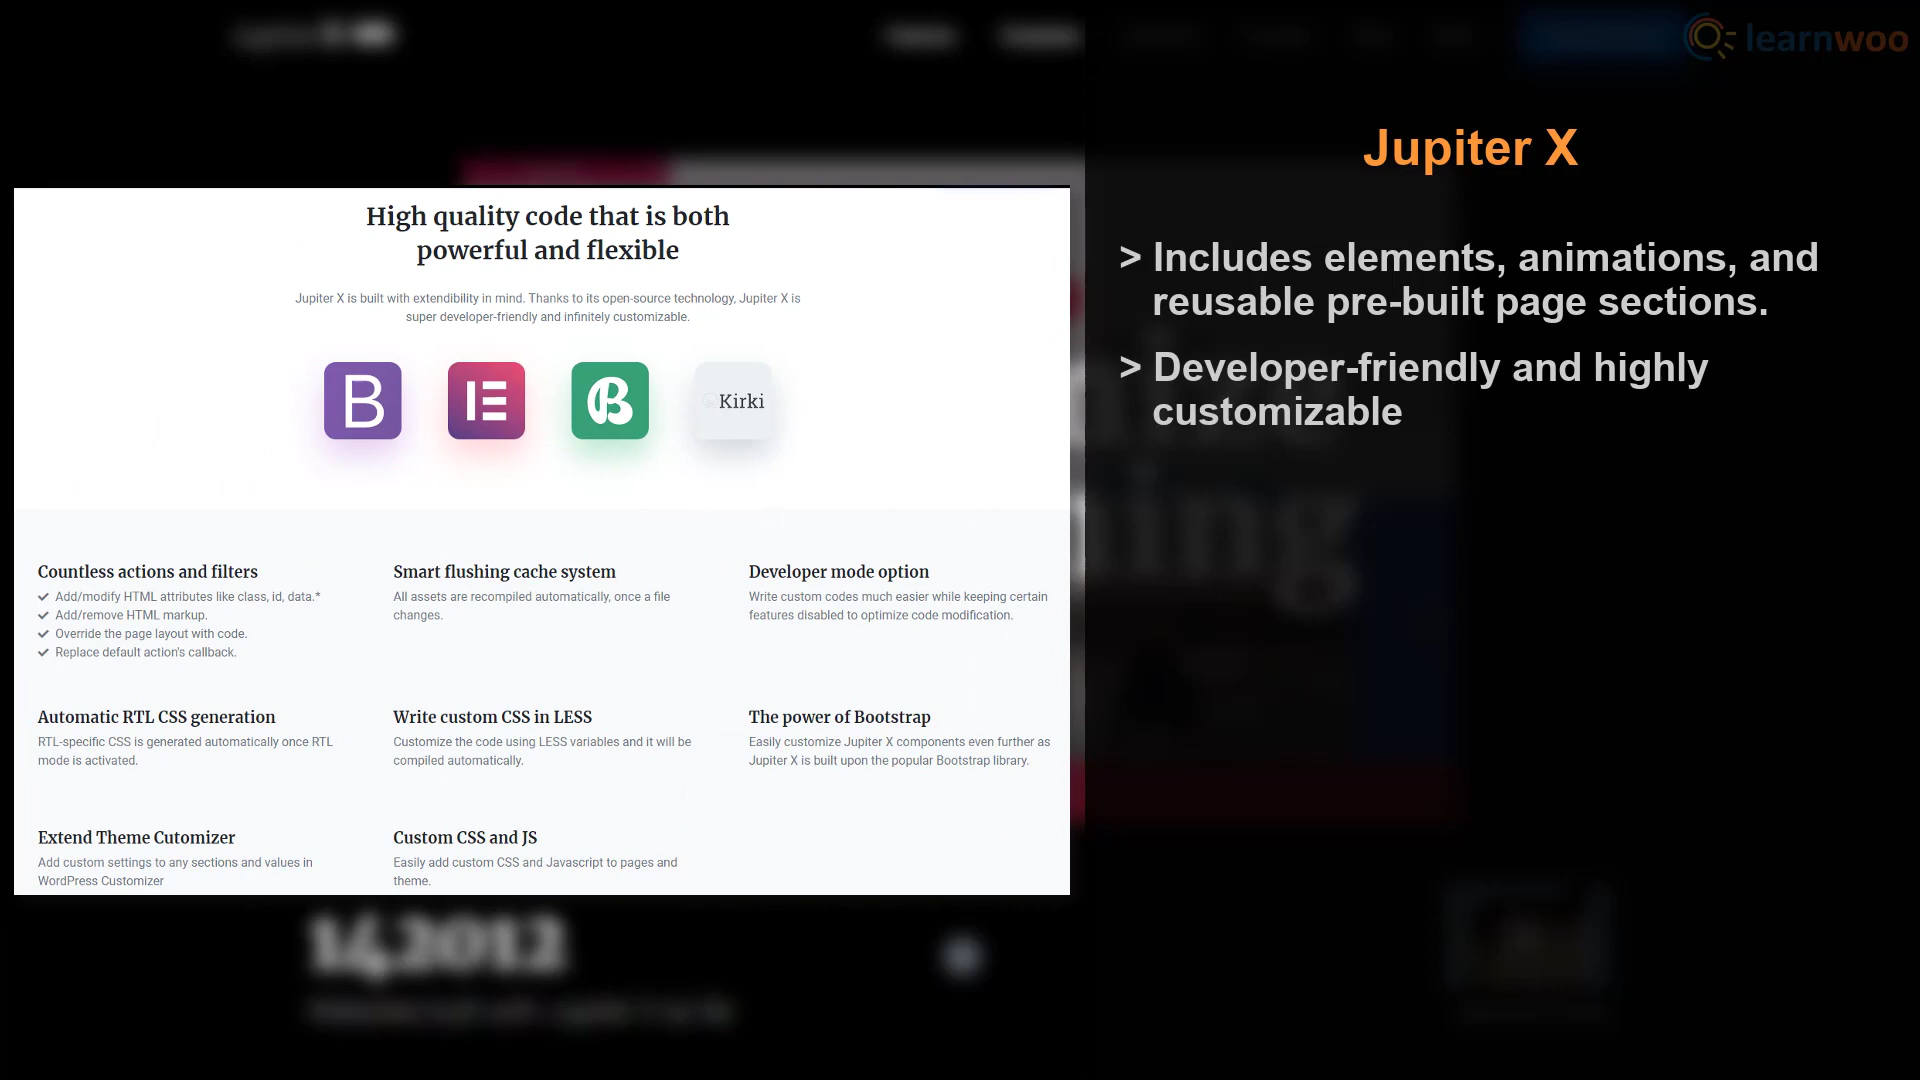 learnwoo
Jupiter X
> Includes elements, animations, and
reusable pre-built page sections.
> Developer-friendly and highly
customizable
High quality code that is both
powerful and flexible
Jupiter X is built with extendibility in mind. Thanks to its open-source technology, Jupiter X is
super developer-friendly and infinitely customizable.
B
Kirki
Countless actions and filters
Add/modify HTML attributes like class, id, data.*
Add/remove HTML markup.
Override the page layout with code.
Replace default action's callback.
Smart flushing cache system
All assets are recompiled automatically, once a file
changes.
Developer mode option
Write custom codes much easier while keeping certain
features disabled to optimize code modification.
Automatic RTL CSS generation
RTL-specific CSS is generated automatically once RTL
mode is activated.
Write custom CSS in LESS
Customize the code using LESS variables and it will be
compiled automatically.
The power of Bootstrap
Easily customize Jupiter X components even further as
Jupiter X is built upon the popular Bootstrap library.
Extend Theme Cutomizer
Add custom settings to any sections and values in
WordPress Customizer
Custom CSS and JS
Easily add custom CSS and Javascript to pages and
theme.
142012